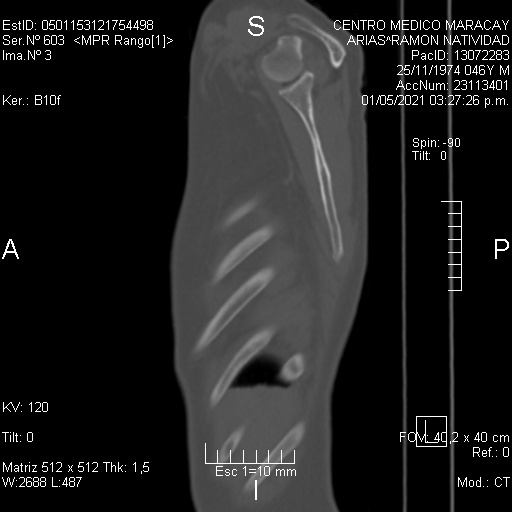 EstID: 0501153121754498
Ser.Nº 603 <MPR Rango[1]>
Ima.Nº 3
Ker.: B10f
S
CENTRO MEDICO MARACAY
ARIAS^RAMON NATIVIDAD
PacID: 13072283
25/11/1974 046Y M
AccNum: 23113401
01/05/2021 03:27:26 p.m.
Spin: -90
Tilt: 0
A
P
KV: 120
Tilt: 0
Matriz 512 x 512 Thk: 1,5
W:2688 L:487
Esc 1=10 mm
I
FOV: 40,2 x 40 cm
Ref.: 0
Mod.: CT